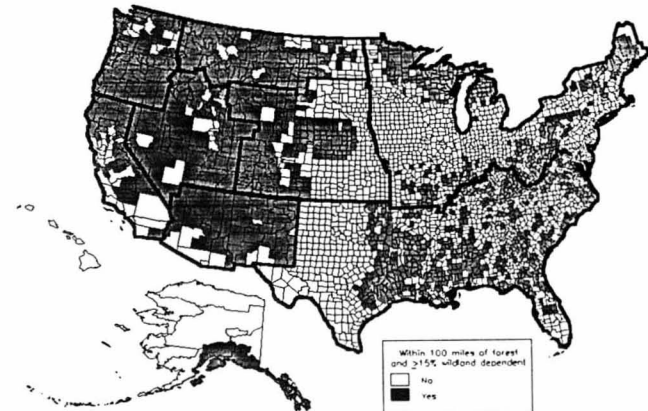 Within 100 miles of forest
and ≥15% wildland dependent
No
Yes